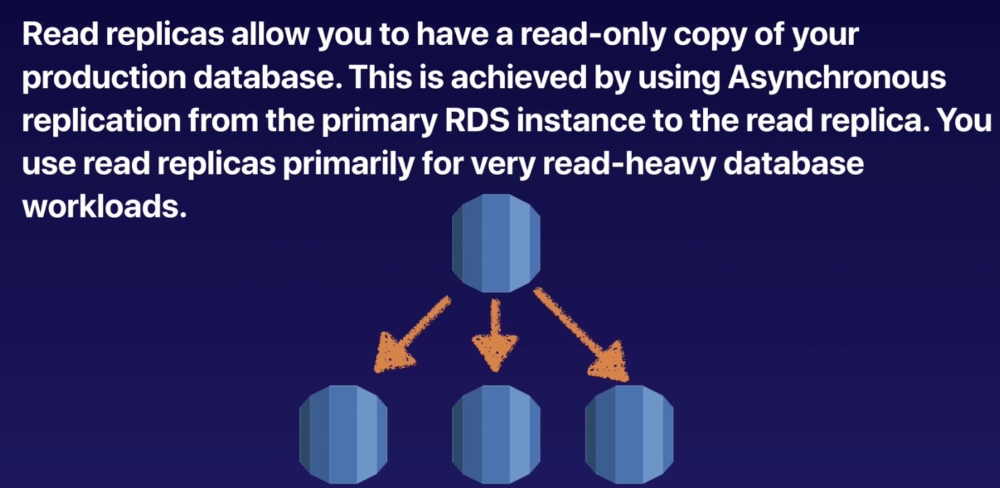 Read replicas allow you to have a read-only copy of your
production database. This is achieved by using Asynchronous
replication from the primary RDS instance to the read replica. You
use read replicas primarily for very read-heavy database
workloads.